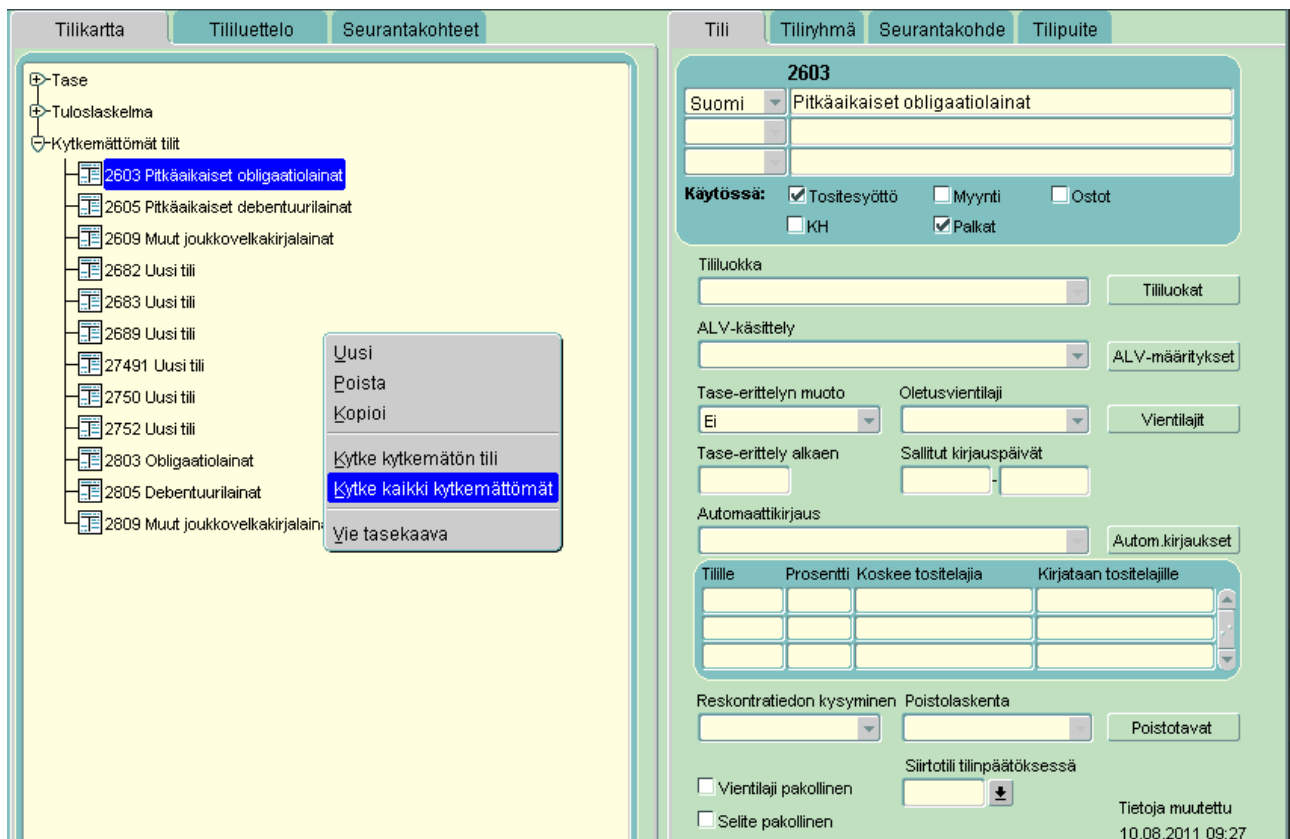 Tilikartta
Tililuettelo
Seurantakohteet
Tase
Tuloslaskelma
Kytkemättömät tilit
2603 Pitkäaikaiset obligaatiolainat
2605 Pitkäaikaiset debentuurilainat
2609 Muut joukkovelkakirjalainat
2682 Uusi tili
2683 Uusi tili
2689 Uusi tili
27491 Uusi tili
2750 Uusi tili
2752 Uusi tili
2803 Obligaatiolainat
2805 Debentuurilainat
2809 Muut joukkovelkakirjalaina
Uusi
Poista
Kopioi
Kytke kytkemätön tili
Kytke kaikki kytkemättömät
Vie tasekaava
Tili
Tiliryhmä
Seurantakohde
Tilipuite
2603
Suomi Pitkäaikaiset obligaatiolainat
Käytössä: Tositesyöttö Myynti Ostot
KH Palkat
Tililuokka
Tililuokat
ALV-käsittely
ALV-määritykset
Tase-erittelyn muoto Oletusvientilaji
Ei Vientilajit
Tase-erittely alkaen Sallitut kirjauspäivät
-
Automaattikirjaus
Autom.kirjaukset
Tilille Prosentti Koskee tositelajia Kirjataan tositelajille
Reskontratiedon kysyminen Poistolaskenta
Poistotavat
Siirtotili tilinpäätöksessä
Vientilaji pakollinen
Selite pakollinen
Tietoja muutettu
10.08.2011 09:27